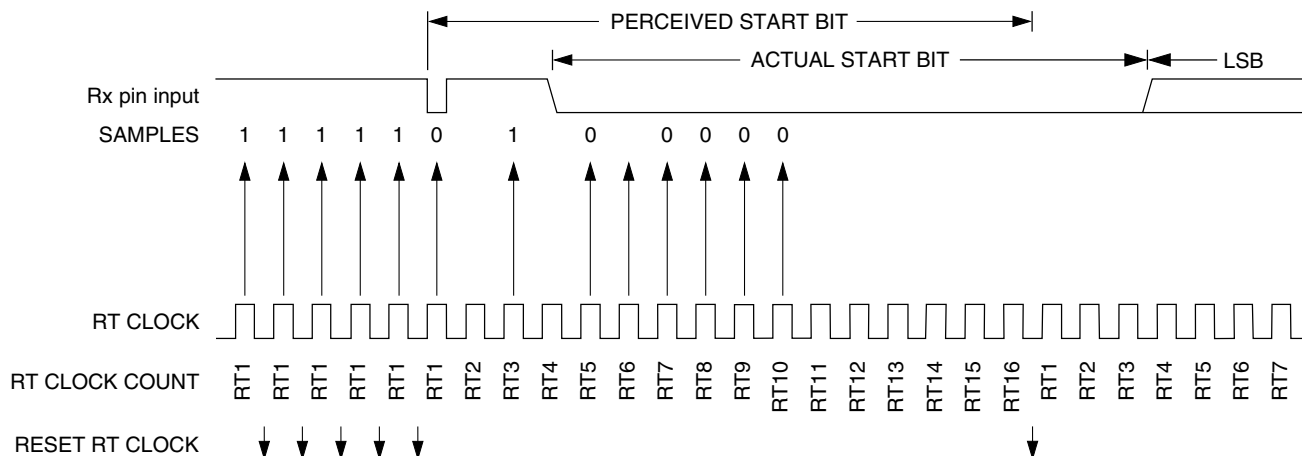 PERCEIVED START BIT
ACTUAL START BIT
LSB
Rx pin input
SAMPLES 1 1 1 1 1 0 1 0 0 0 0 0
RT CLOCK
RT CLOCK COUNT RT1 RT1 RT1 RT1 RT1 RT1 RT2 RT3 RT4 RT5 RT6 RT7 RT8 RT9 RT10 RT11 RT12 RT13 RT14 RT15 RT16 RT1 RT2 RT3 RT4 RT5 RT6 RT7
RESET RT CLOCK